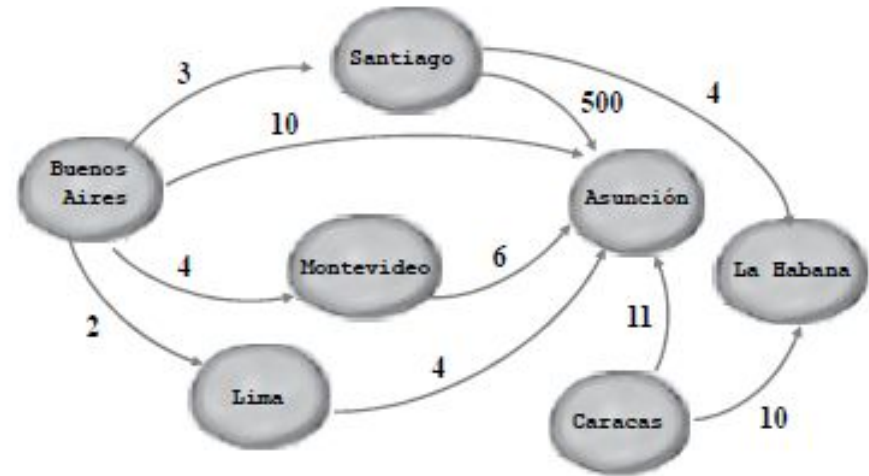 Santiago
3
4
500
10
Buenos
Aires
Asunción
Montevideo
6
La Habana
4
11
2
4
Lima
Caracas
10